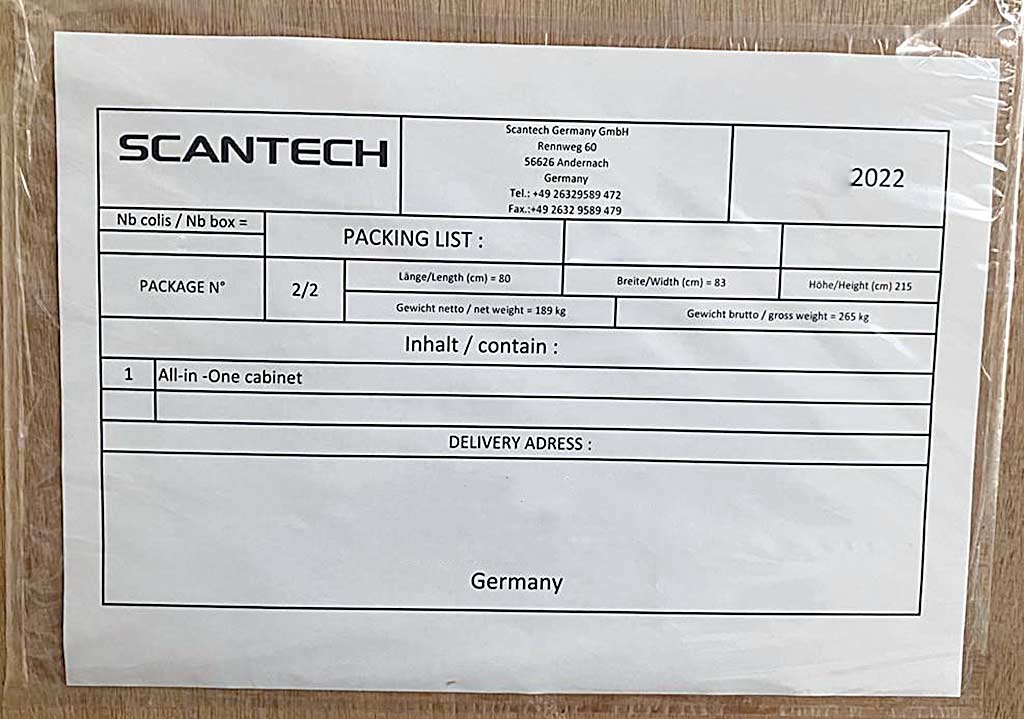 SCANTECH
Scantech Germany GmbH
Rennweg 60
56626 Andernach
Germany
Tel.: +49 26329589 472
Fax.:+49 2632 9589 479
2022
Nb colis / Nb box =
PACKING LIST :
PACKAGE N°
2/2
Länge/Length (cm) = 80
Breite/Width (cm) = 83
Höhe/Height (cm) 215
Gewicht netto / net weight = 189 kg
Gewicht brutto / gross weight = 265 kg
Inhalt / contain :
1 All-in -One cabinet
DELIVERY ADRESS :
Germany